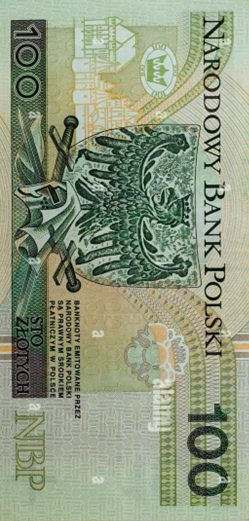 NARODOWY BANK POLSKI
100
BANKNOTY EMITOWANE PRZEZ
NARODOWY BANK POLSKI
SĄ PRAWNYM ŚRODKIEM
PŁATNICZYM W POLSCE
100
STO
ZŁOTYCH
NBP
alamy
a
a
a
a
a
a